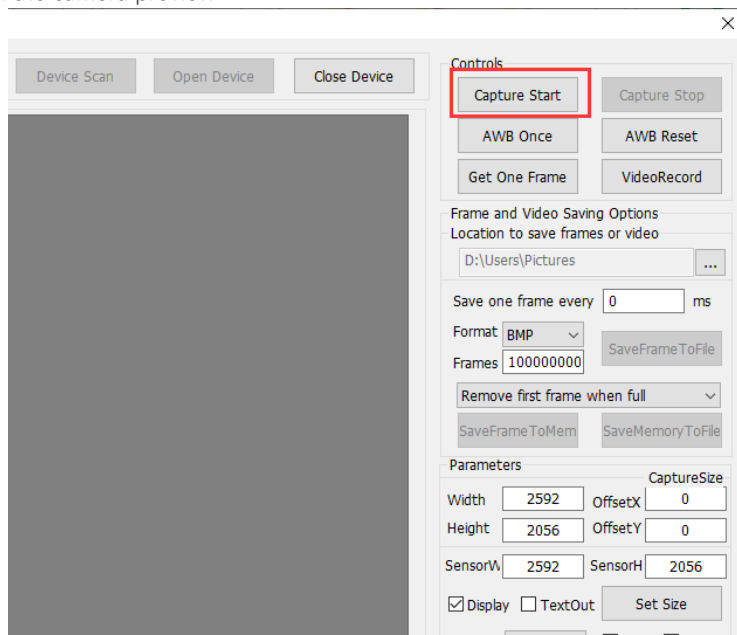 Device Scan Open Device Close Device
Controls
Capture Start Capture Stop
AWB Once AWB Reset
Get One Frame VideoRecord
Frame and Video Saving Options
Location to save frames or video
D:\Users\Pictures ...
Save one frame every 0 ms
Format BMP
SaveFrameToFile
Frames 100000000
Remove first frame when full
SaveFrameToMem SaveMemoryToFile
Parameters
CaptureSize
Width 2592 OffsetX 0
Height 2056 OffsetY 0
SensorW 2592 SensorH 2056
Display TextOut Set Size